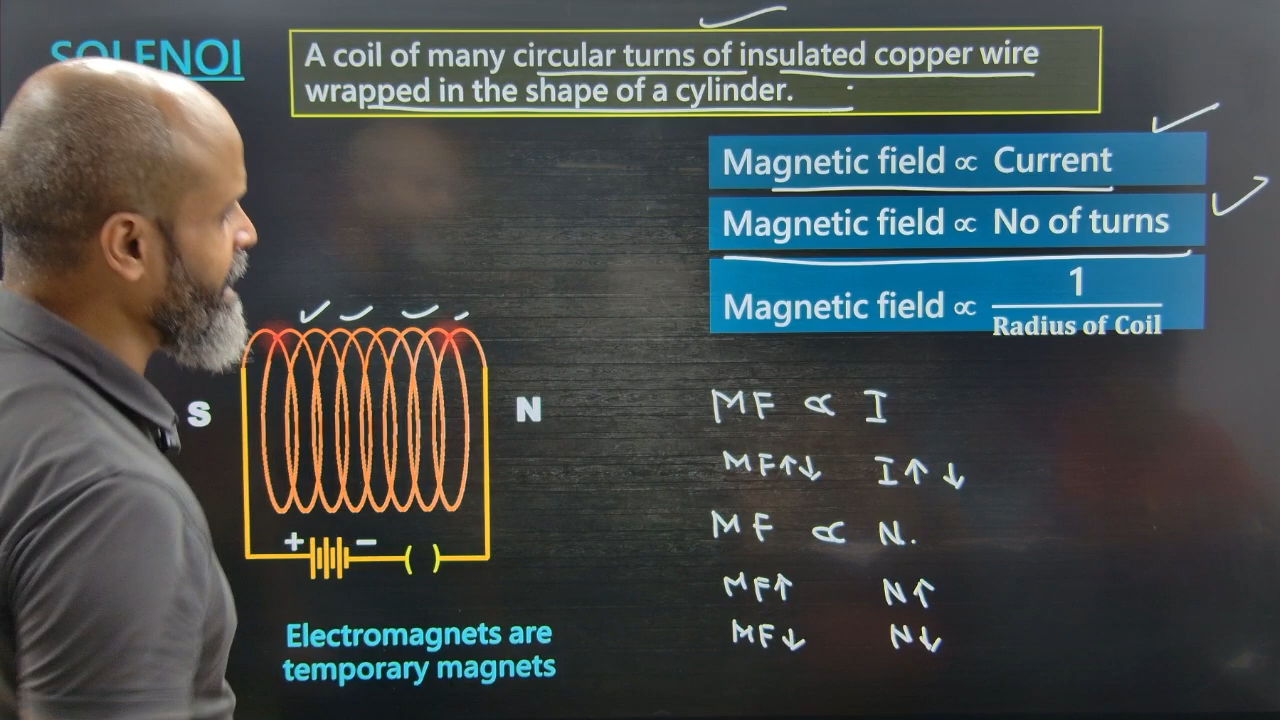 SOLENOI
A coil of many circular turns of insulated copper wire
wrapped in the shape of a cylinder.
Magnetic field ∝ Current
Magnetic field ∝ No of turns
Magnetic field ∝ 1
Radius of Coil
MF ∝ I
MF↑↓ I↑↓
MF ∝ N.
MF↑ N↑
MF↓ N↓
S N
+ −
( )
Electromagnets are
temporary magnets